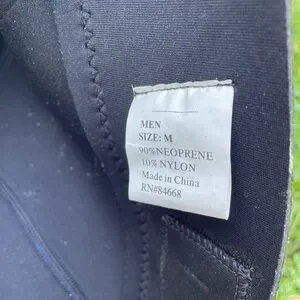 MEN
SIZE: M
90%NEOPRENE
10% NYLON
Made in China
RN#84668